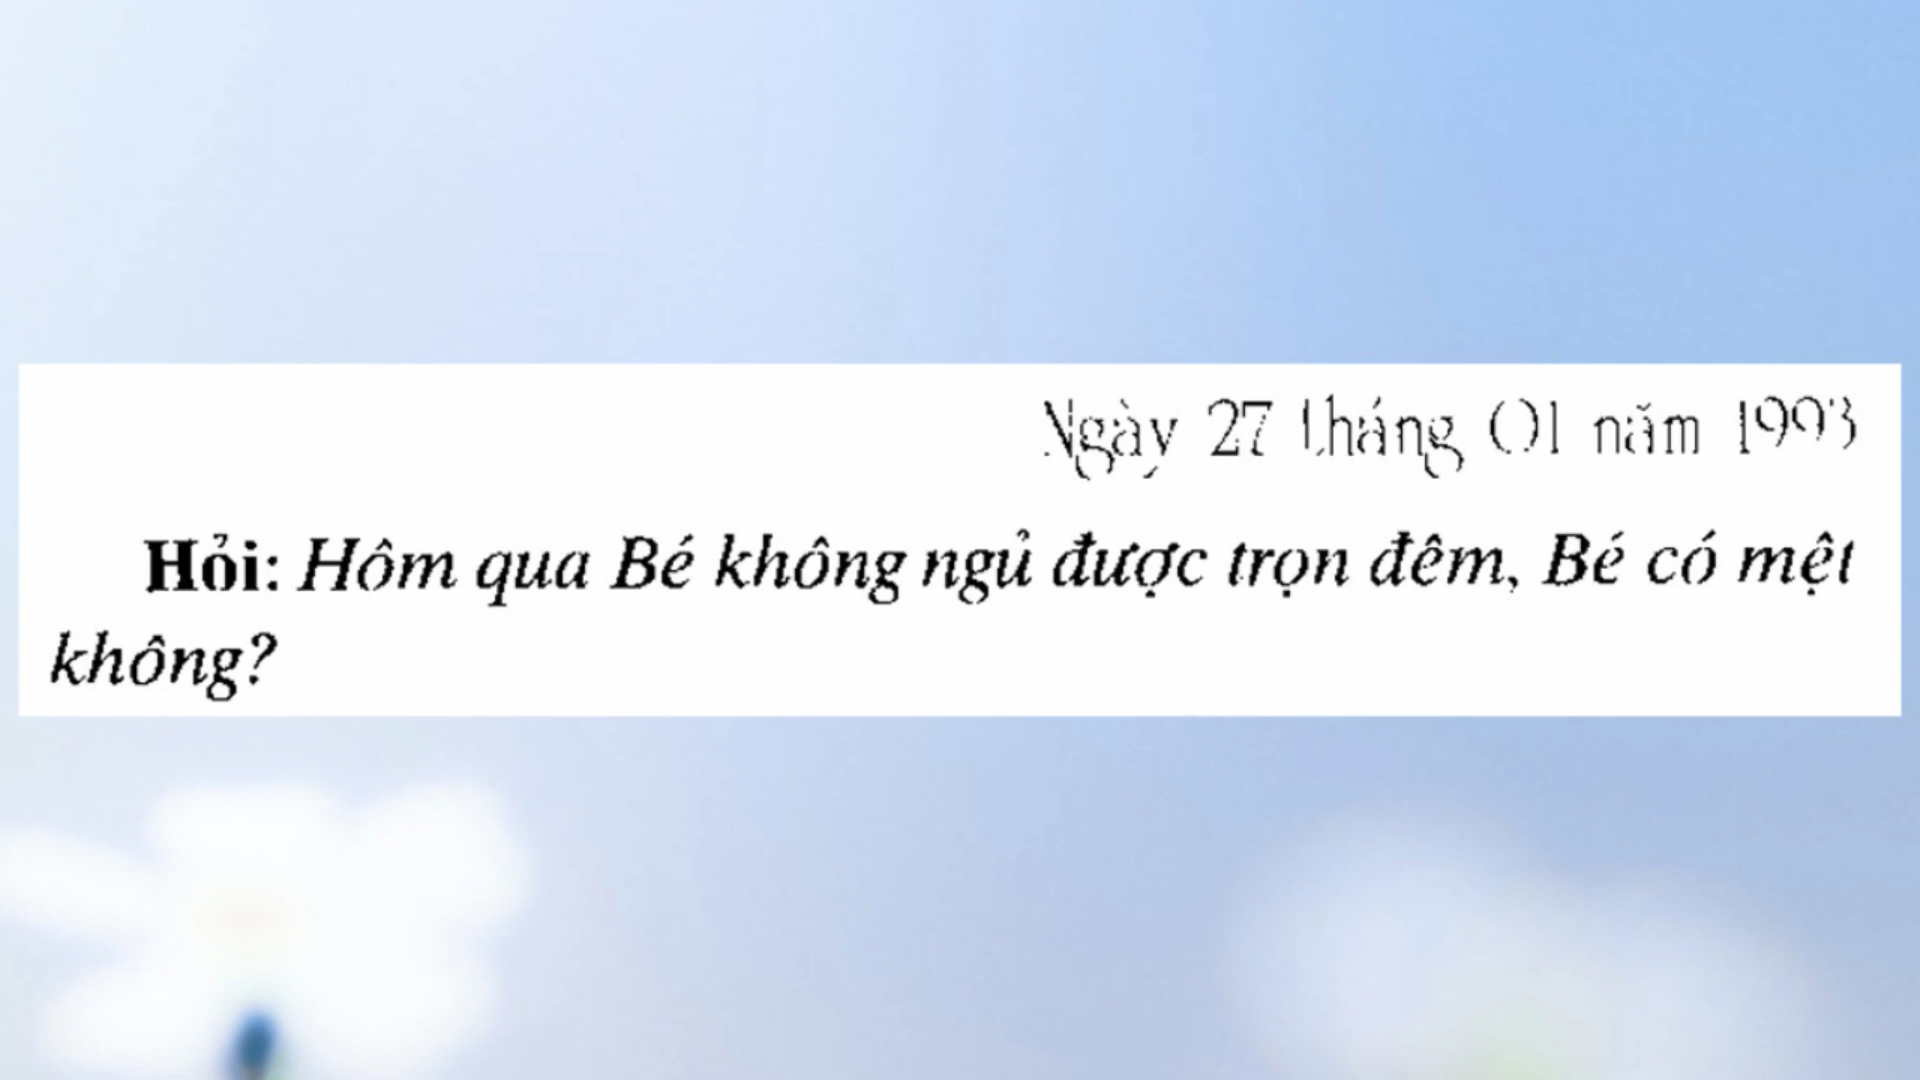 Ngày 27 tháng 01 năm 1993
Hỏi: Hôm qua Bé không ngủ được trọn đêm, Bé có mệt
không?